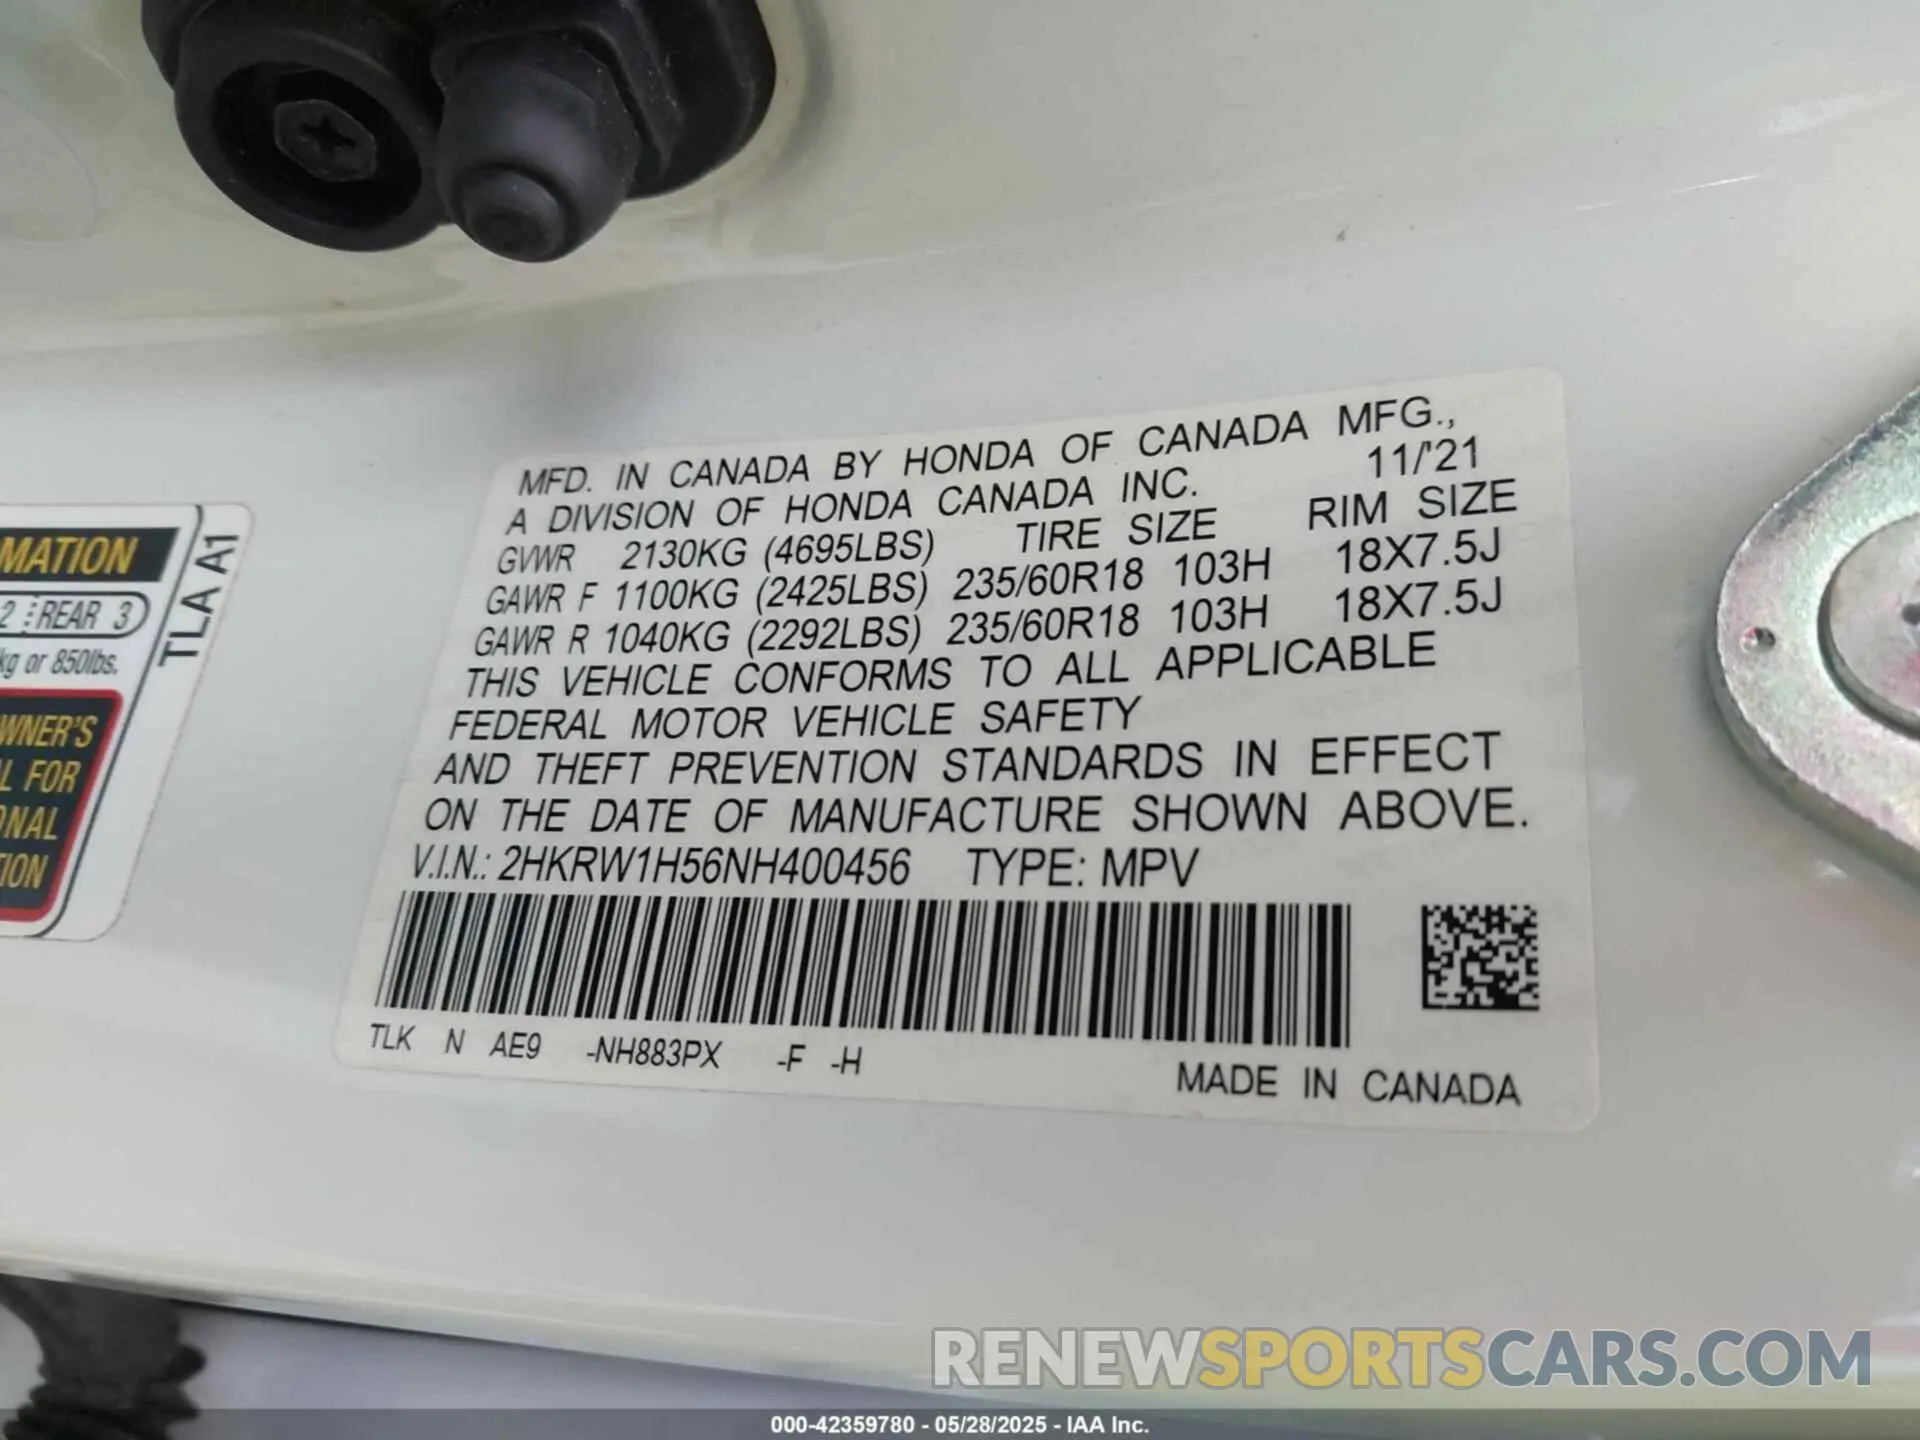 MFD. IN CANADA BY HONDA OF CANADA MFG.,
A DIVISION OF HONDA CANADA INC. 11/'21
GVWR 2130KG (4695LBS) TIRE SIZE RIM SIZE
GAWR F 1100KG (2425LBS) 235/60R18 103H 18X7.5J
GAWR R 1040KG (2292LBS) 235/60R18 103H 18X7.5J
THIS VEHICLE CONFORMS TO ALL APPLICABLE
FEDERAL MOTOR VEHICLE SAFETY
AND THEFT PREVENTION STANDARDS IN EFFECT
ON THE DATE OF MANUFACTURE SHOWN ABOVE.
V.I.N.: 2HKRW1H56NH400456 TYPE: MPV
TLK N AE9 -NH883PX -F -H
MADE IN CANADA
MATION
2 REAR 3
kg or 850lbs.
WNER'S
L FOR
ONAL
TION
TLA A1
RENEWSPORTSCARS.COM
000-42359780 - 05/28/2025 - IAA Inc.